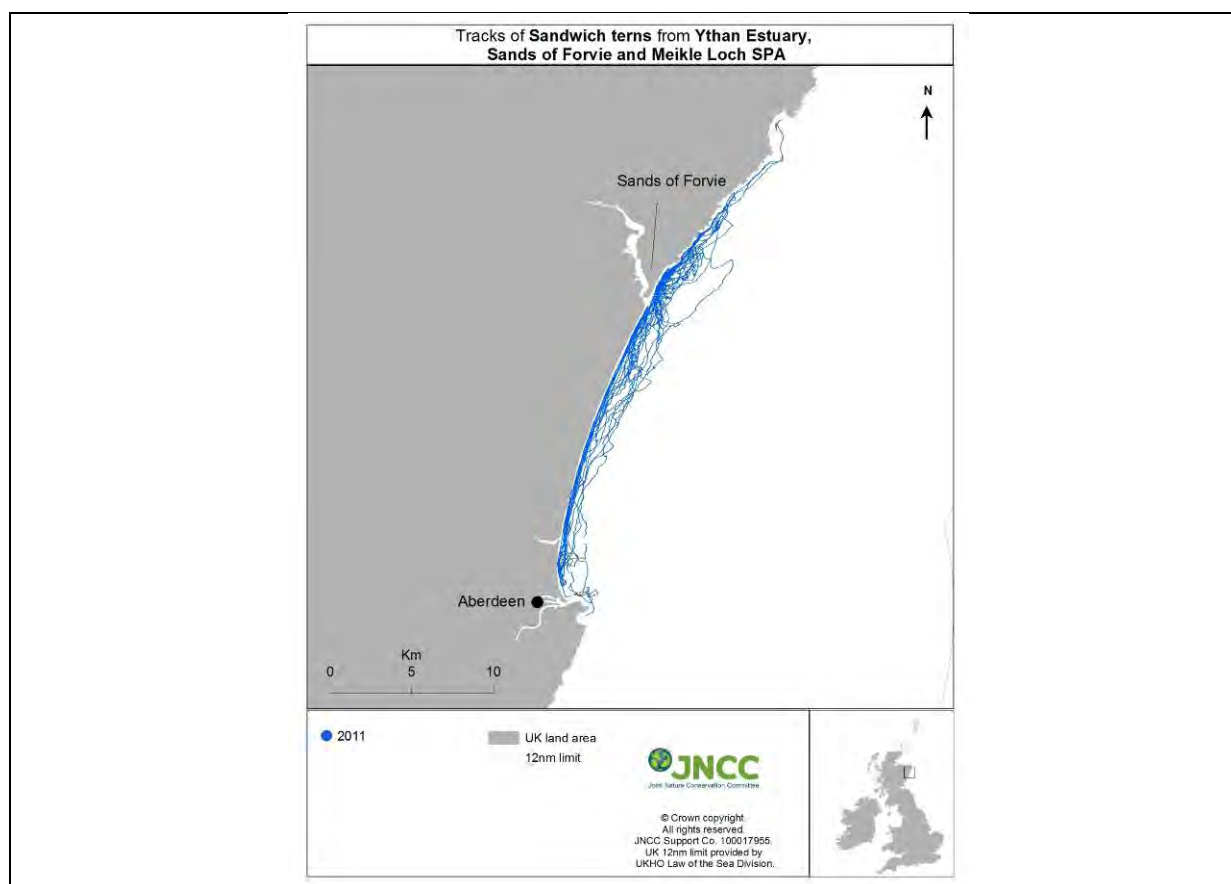 Tracks of Sandwich terns from Ythan Estuary,
Sands of Forvie and Meikle Loch SPA
N
Sands of Forvie
Aberdeen
Km
0 5 10
2011
UK land area
12nm limit
JNCC
Joint Nature Conservation Committee
© Crown copyright.
All rights reserved.
JNCC Support Co. 100017955.
UK 12nm limit provided by
UKHO Law of the Sea Division.